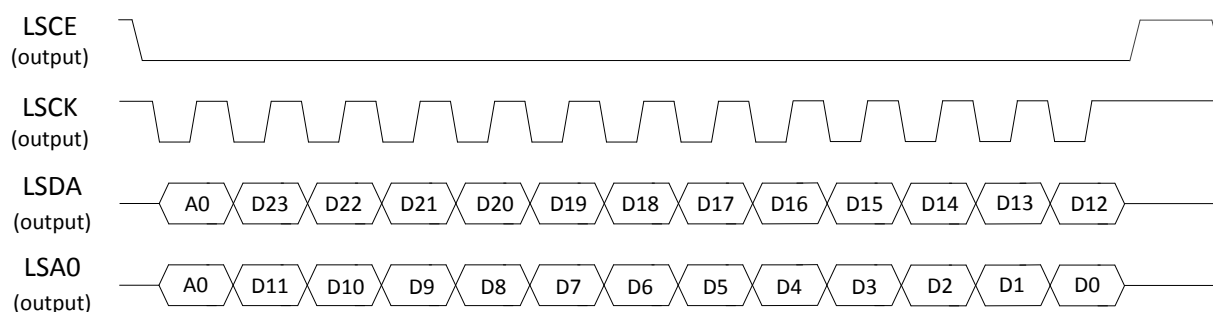 LSCE
(output)
LSCK
(output)
LSDA
(output)
A0 D23 D22 D21 D20 D19 D18 D17 D16 D15 D14 D13 D12
LSA0
(output)
A0 D11 D10 D9 D8 D7 D6 D5 D4 D3 D2 D1 D0